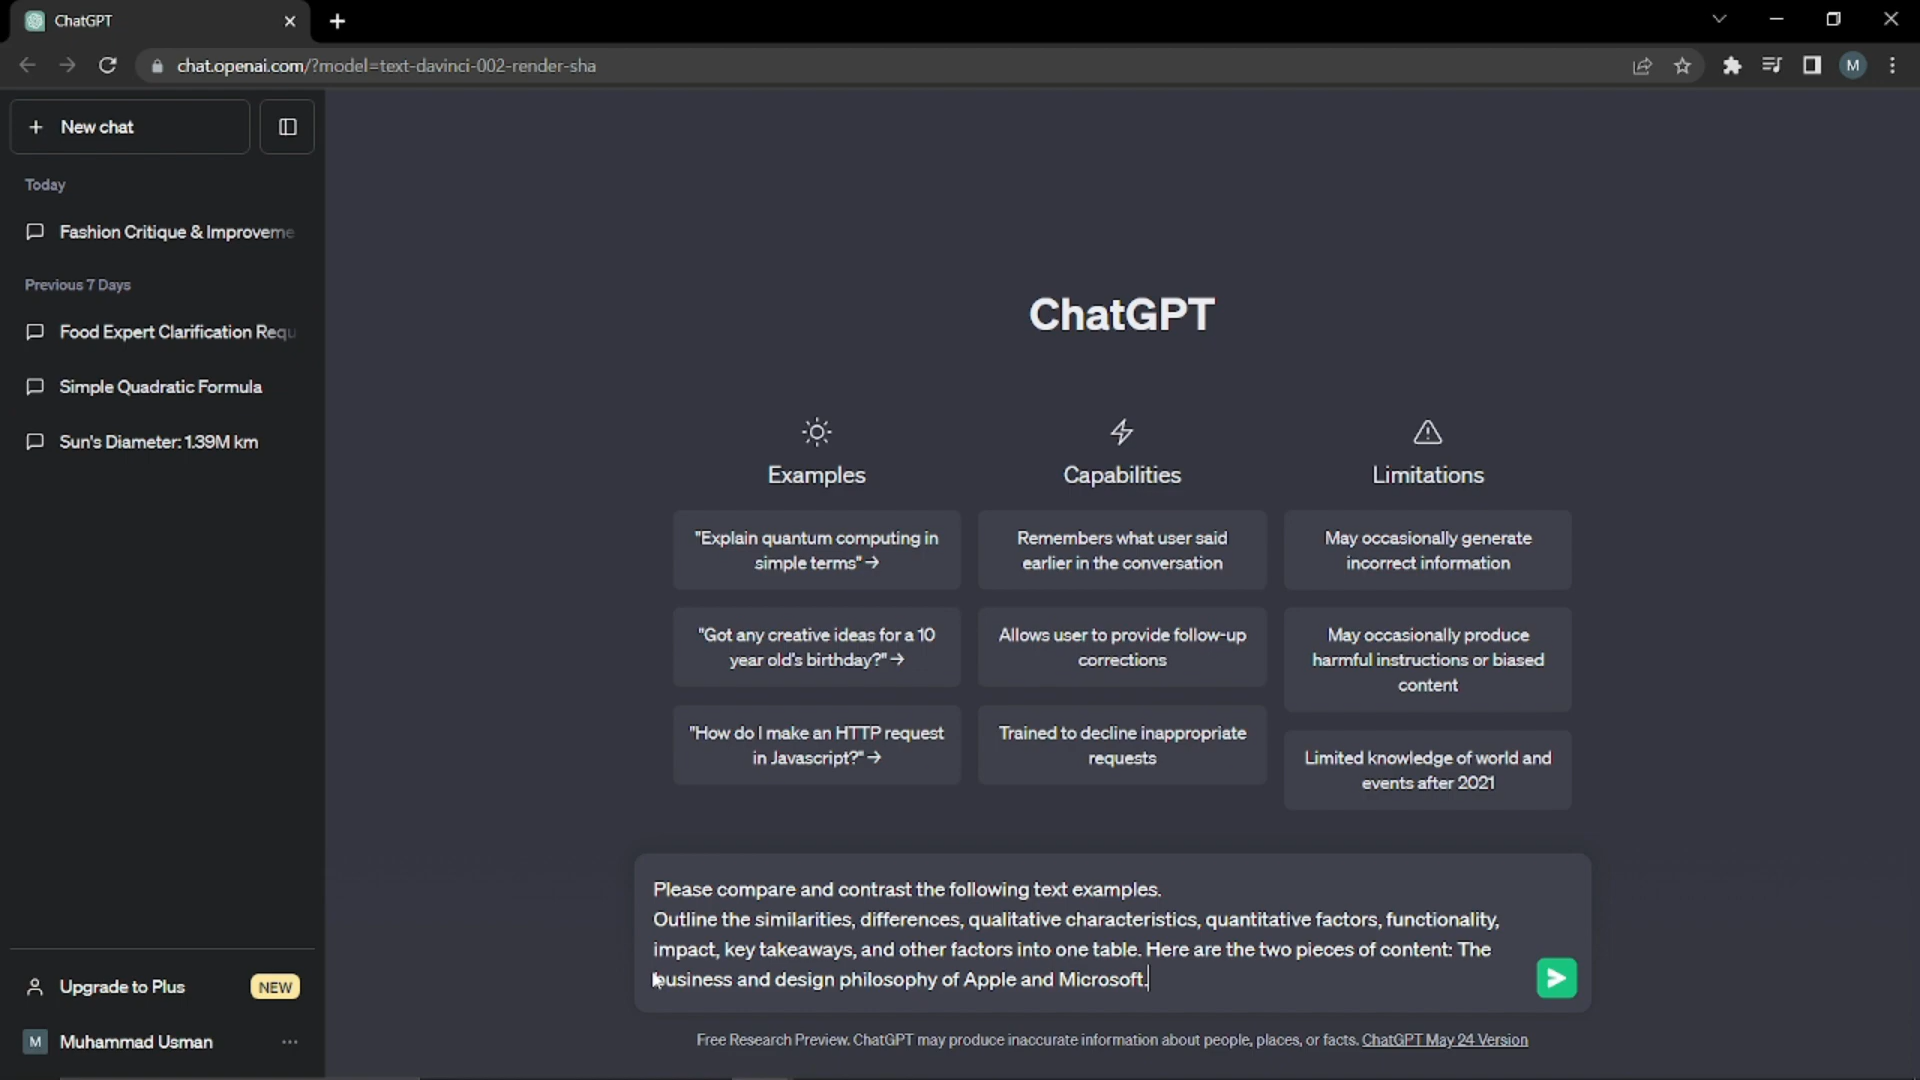 ChatGPT
chat.openai.com/?model=text-davinci-002-render-sha
M
New chat
Today
Fashion Critique & Improveme
Previous 7 Days
Food Expert Clarification Requ
Simple Quadratic Formula
Sun's Diameter: 1.39M km
ChatGPT
Examples
"Explain quantum computing in
simple terms" →
"Got any creative ideas for a 10
year old's birthday?" →
"How do I make an HTTP request
in Javascript?" →
Capabilities
Remembers what user said
earlier in the conversation
Allows user to provide follow-up
corrections
Trained to decline inappropriate
requests
Limitations
May occasionally generate
incorrect information
May occasionally produce
harmful instructions or biased
content
Limited knowledge of world and
events after 2021
Please compare and contrast the following text examples.
Outline the similarities, differences, qualitative characteristics, quantitative factors, functionality,
impact, key takeaways, and other factors into one table. Here are the two pieces of content: The
business and design philosophy of Apple and Microsoft.
Upgrade to Plus
NEW
M
Muhammad Usman
Free Research Preview. ChatGPT may produce inaccurate information about people, places, or facts. ChatGPT May 24 Version